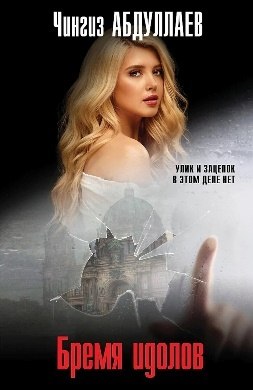 Чингиз АБДУЛЛАЕВ
УЛИК И ЗАЦЕПОК
В ЭТОМ ДЕЛЕ НЕТ
Бремя идолов